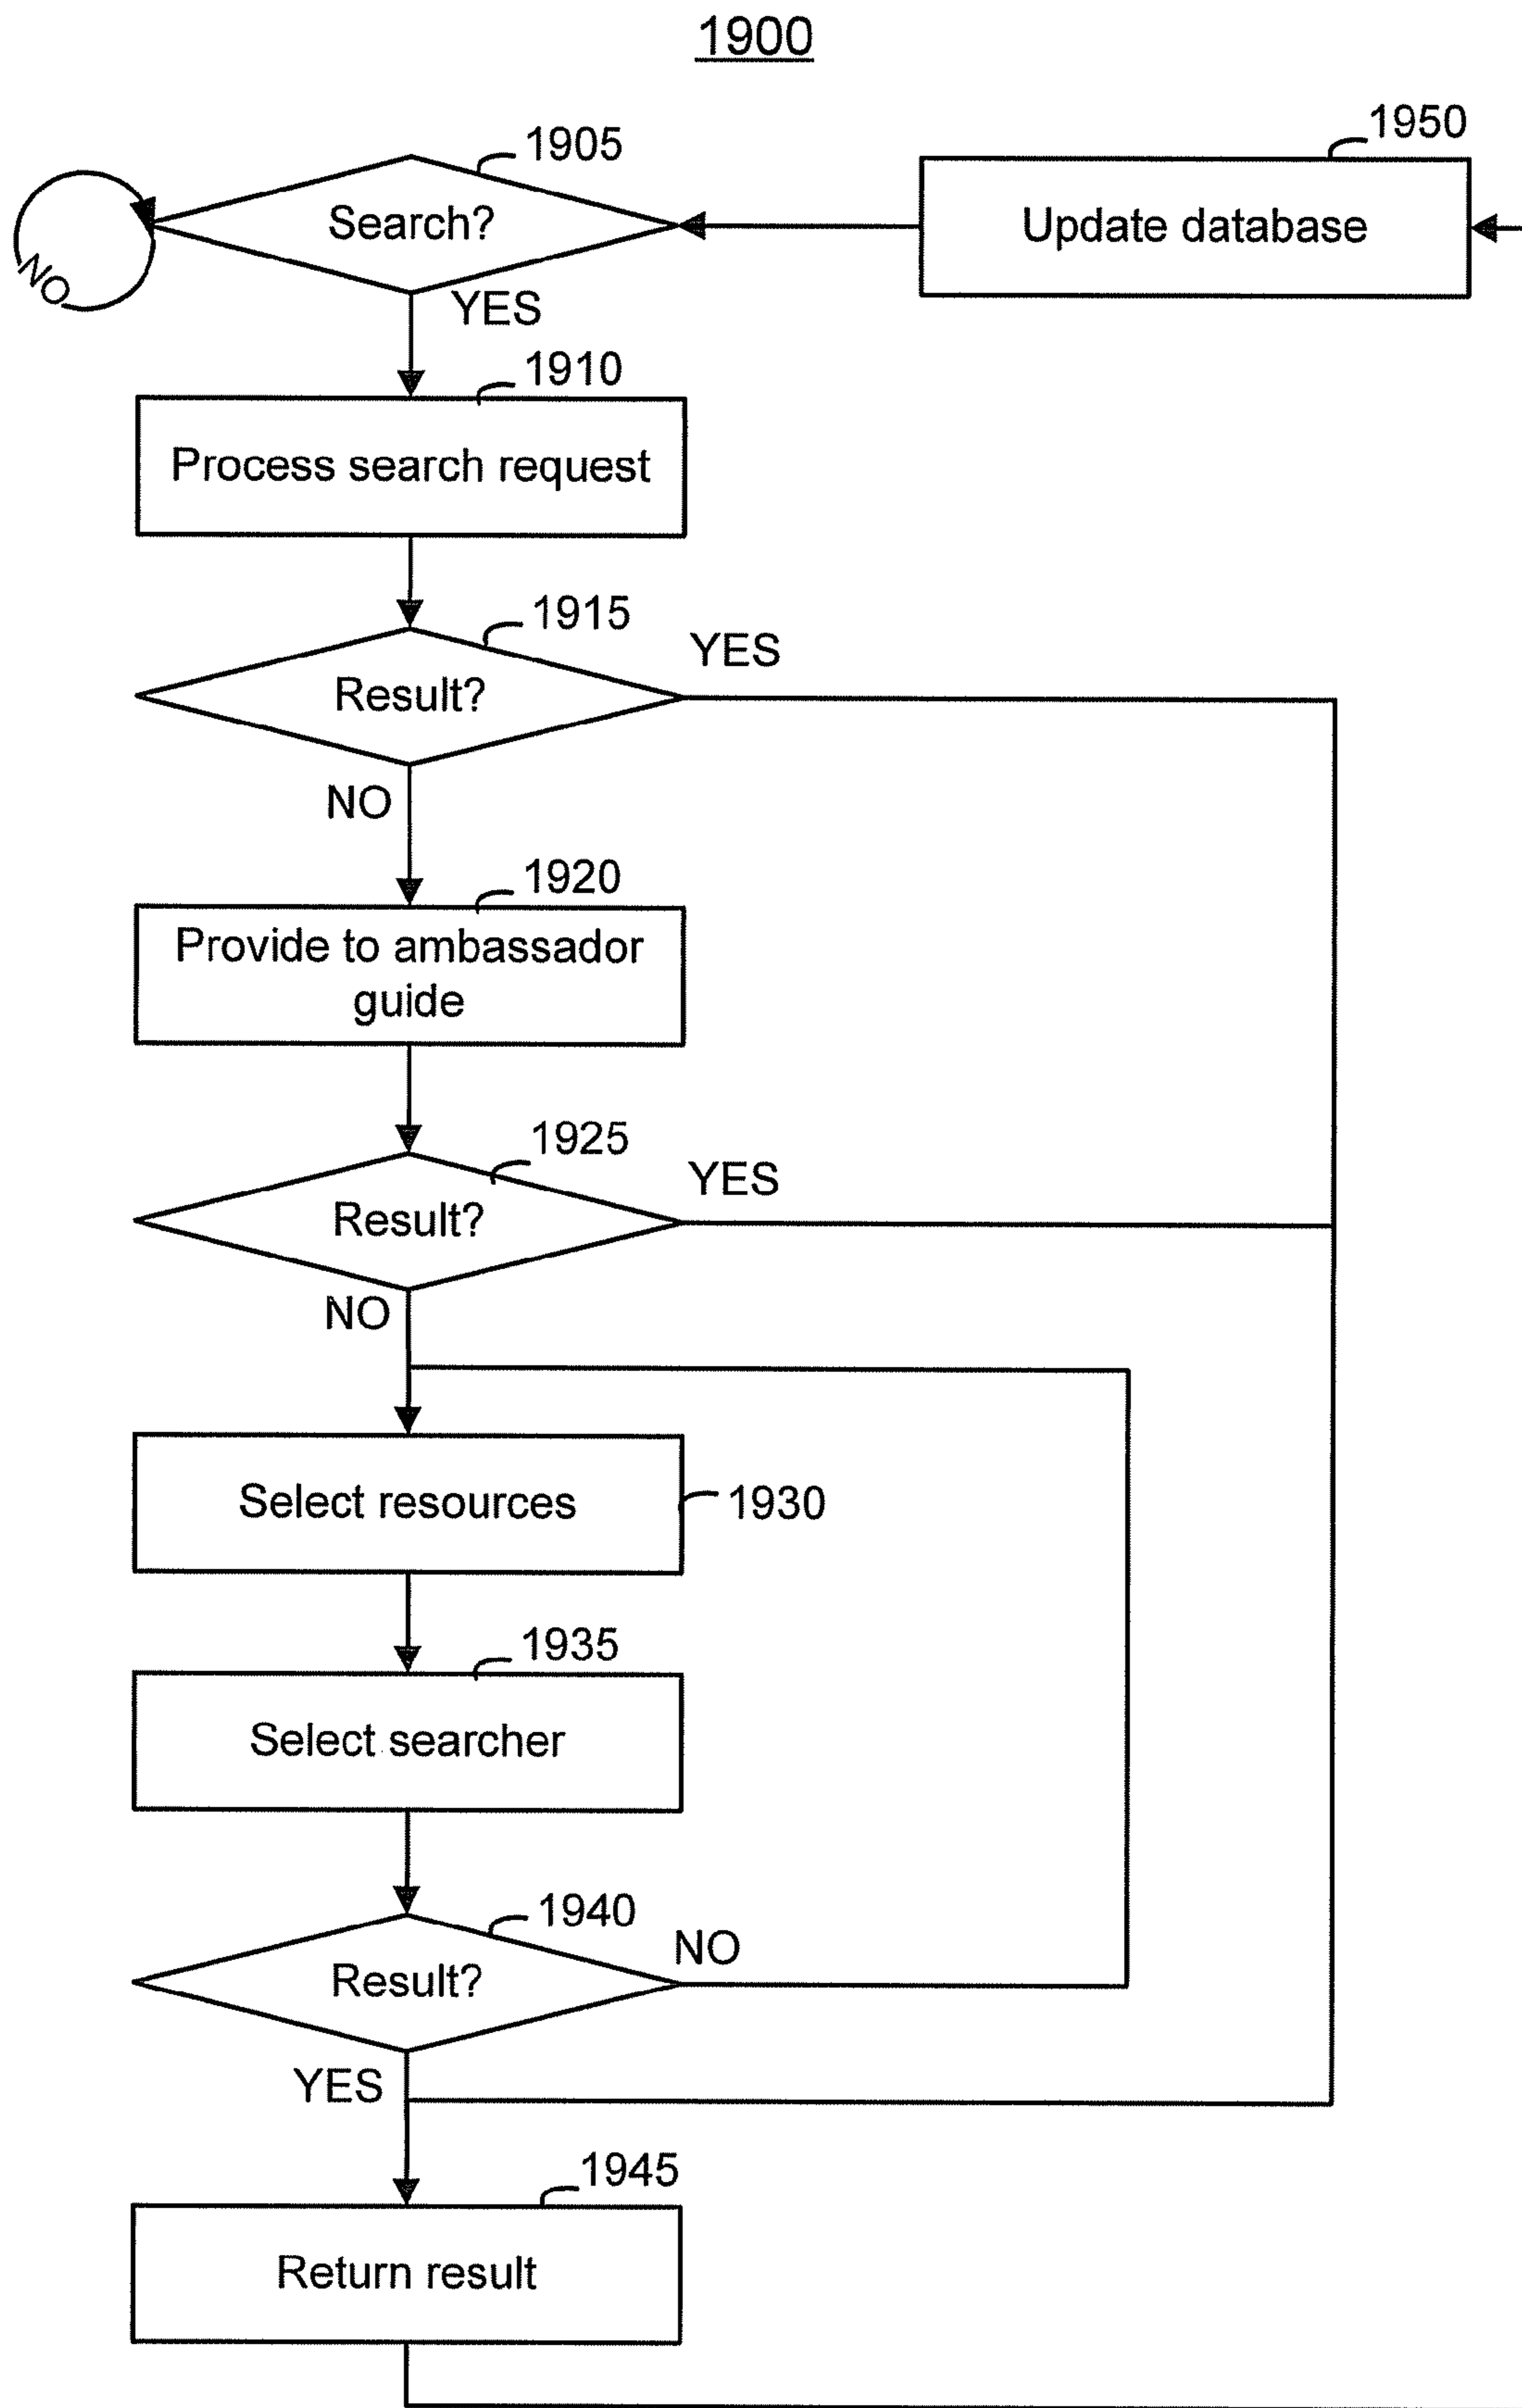 1900
1905
1950
Search?
Update database
NO
YES
1910
Process search request
1915
YES
Result?
NO
1920
Provide to ambassador
guide
1925
YES
Result?
NO
Select resources
1930
1935
Select searcher
1940
NO
Result?
YES
1945
Return result